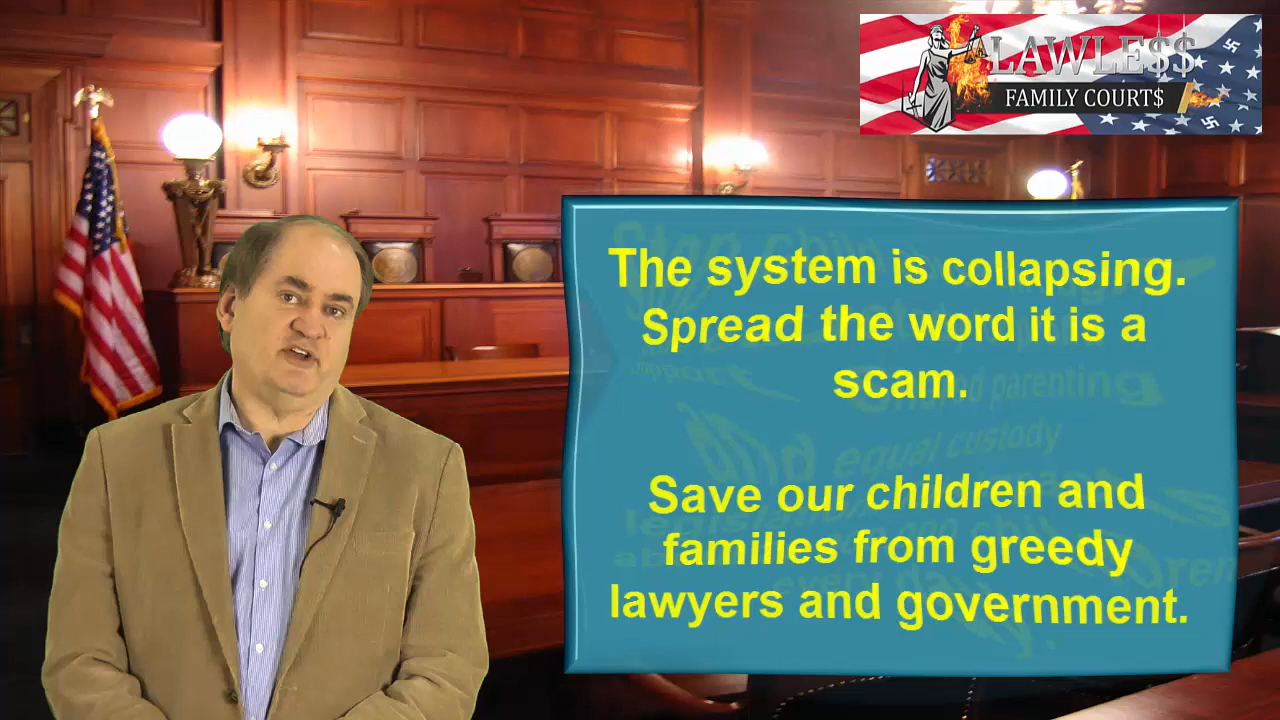 LAWLE$$
FAMILY COURT$
The system is collapsing.
Spread the word it is a
scam.
Save our children and
families from greedy
lawyers and government.